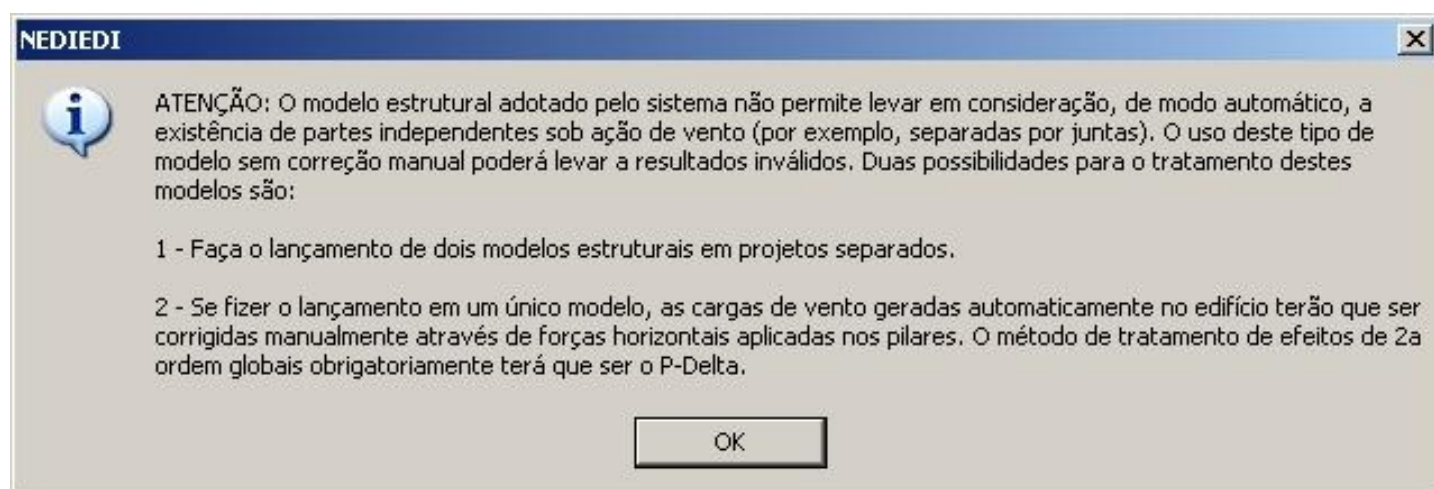 NEDIEDI
ATENÇÃO: O modelo estrutural adotado pelo sistema não permite levar em consideração, de modo automático, a
existência de partes independentes sob ação de vento (por exemplo, separadas por juntas). O uso deste tipo de
modelo sem correção manual poderá levar a resultados inválidos. Duas possibilidades para o tratamento destes
modelos são:
1 - Faça o lançamento de dois modelos estruturais em projetos separados.
2 - Se fizer o lançamento em um único modelo, as cargas de vento geradas automaticamente no edifício terão que ser
corrigidas manualmente através de forças horizontais aplicadas nos pilares. O método de tratamento de efeitos de 2a
ordem globais obrigatoriamente terá que ser o P-Delta.
OK